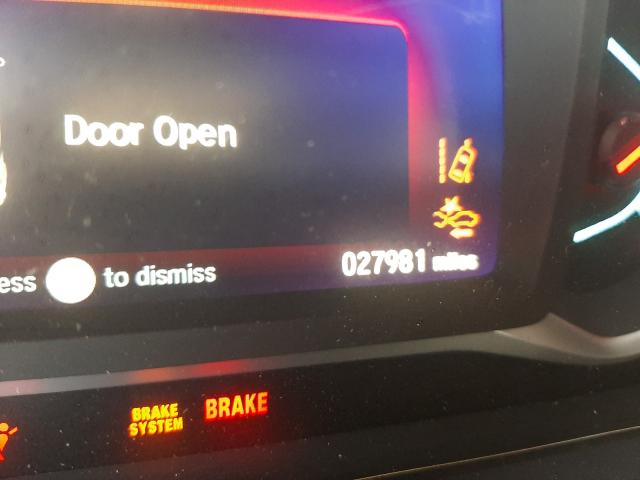 Door Open
ess to dismiss
027981 miles
BRAKE
SYSTEM
BRAKE